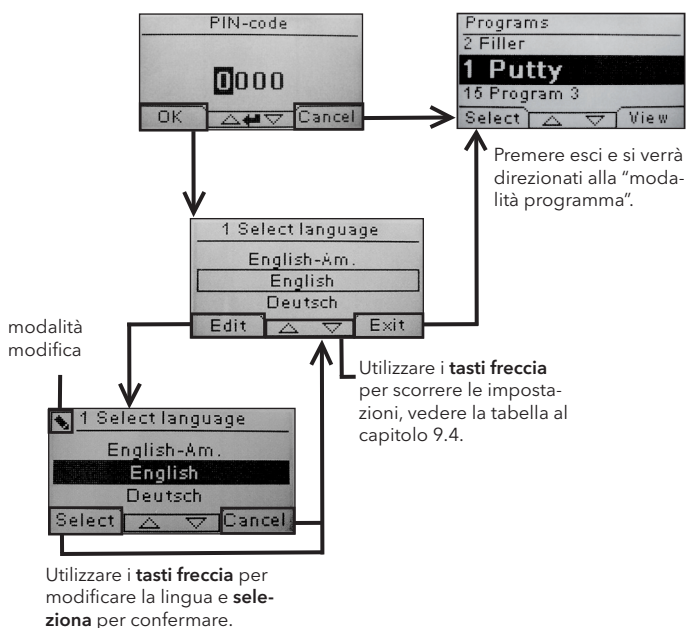 PIN-code
0000
OK
Cancel
Programs
2 Filler
1 Putty
15 Program 3
Select
View
Premere esci e si verrà
direzionati alla “moda-
lità programma”.
1 Select language
English-Am.
English
Deutsch
Edit
Exit
modalità
modifica
Utilizzare i tasti freccia
per scorrere le imposta-
zioni, vedere la tabella al
capitolo 9.4.
1 Select language
English-Am.
English
Deutsch
Select
Cancel
Utilizzare i tasti freccia per
modificare la lingua e sele-
ziona per confermare.